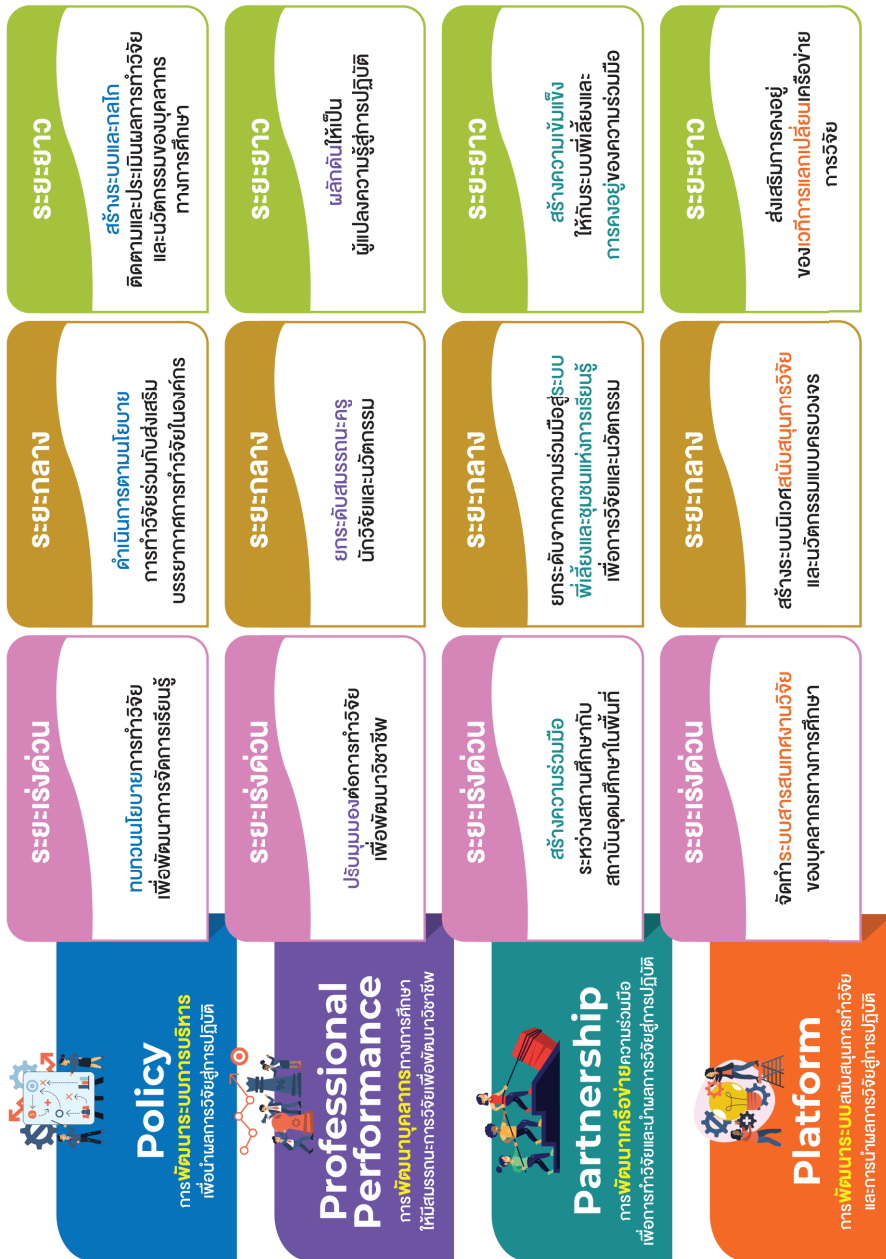 Policy
การพัฒนาระบบการบริหาร
เพื่อนำผลการวิจัยสู่การปฏิบัติ
ระยะเร่งด่วน
ทบทวนนโยบายการทำวิจัย
เพื่อพัฒนาการจัดการเรียนรู้
ระยะกลาง
ดำเนินการตามนโยบาย
การทำวิจัยร่วมกับส่งเสริม
บรรยากาศการทำวิจัยในองค์กร
ระยะยาว
สร้างระบบและกลไก
ติดตามและประเมินผลการทำวิจัย
และนวัตกรรมของบุคลากร
ทางการศึกษา
Professional
Performance
การพัฒนาบุคลากรทางการศึกษา
ให้มีสมรรถนะการวิจัยเพื่อพัฒนาวิชาชีพ
ระยะเร่งด่วน
ปรับมุมมองต่อการทำวิจัย
เพื่อพัฒนาวิชาชีพ
ระยะกลาง
ยกระดับสมรรถนะครู
นักวิจัยและนวัตกรรม
ระยะยาว
ผลักดันให้เป็น
ผู้แปลงความรู้สู่การปฏิบัติ
Partnership
การพัฒนาเครือข่ายความร่วมมือ
เพื่อการทำวิจัยและนำผลการวิจัยสู่การปฏิบัติ
ระยะเร่งด่วน
สร้างความร่วมมือ
ระหว่างสถานศึกษากับ
สถาบันอุดมศึกษาในพื้นที่
ระยะกลาง
ยกระดับจากความร่วมมือสู่ระบบ
พี่เลี้ยงและชุมชนแห่งการเรียนรู้
เพื่อการวิจัยและนวัตกรรม
ระยะยาว
สร้างความเข้มแข็ง
ให้กับระบบพี่เลี้ยงและ
การคงอยู่ของความร่วมมือ
Platform
การพัฒนาระบบสนับสนุนการทำวิจัย
และการนำผลการวิจัยสู่การปฏิบัติ
ระยะเร่งด่วน
จัดทำระบบสารสนเทศงานวิจัย
ของบุคลากรทางการศึกษา
ระยะกลาง
สร้างระบบนิเวศสนับสนุนการวิจัย
และนวัตกรรมแบบครบวงจร
ระยะยาว
ส่งเสริมการคงอยู่
ของเวทีการแลกเปลี่ยนเครือข่าย
การวิจัย